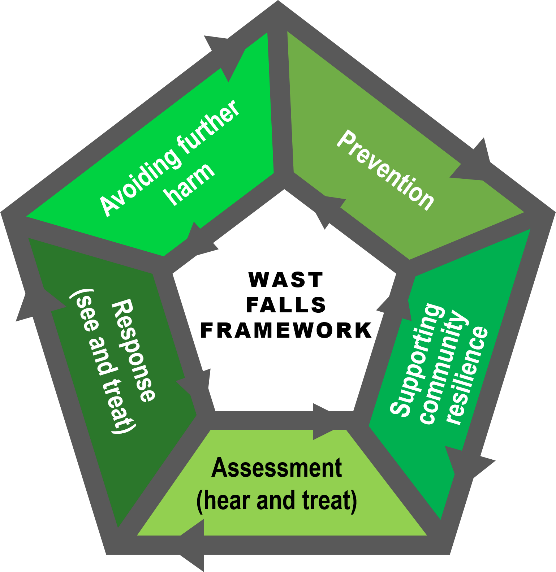 WAST
FALLS
FRAMEWORK
Prevention
Supporting
community
resilience
Assessment
(hear and treat)
Response
(see and treat)
Avoiding further
harm